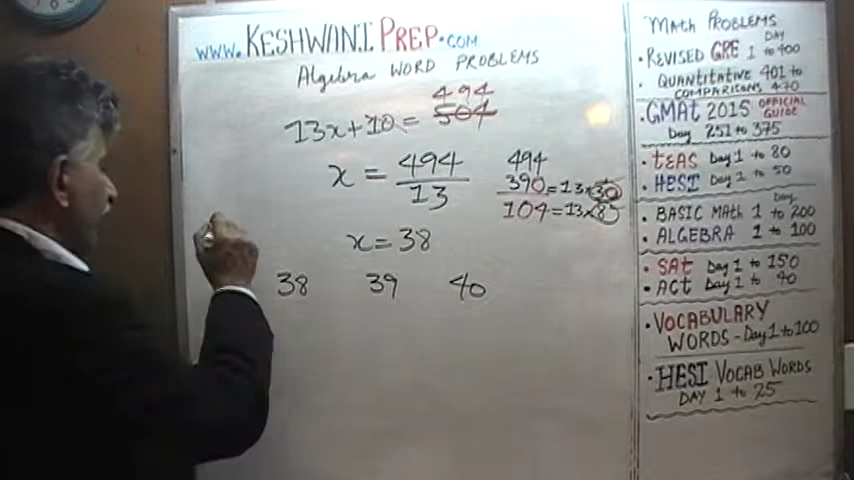 www.KESHWANI PREP.COM
Algebra WORD PROBLEMS
494
13x+10= 504
x = 494
13
494
390=13×30
104=13×8
x=38
38 39 40
MATH PROBLEMS
DAY
• REVISED GRE 1 to 400
• QUANTITATIVE 401 to
COMPARISONS 470
• GMAt 2015 OFFICIAL
GUIDE
Day 251 to 375
• tEAS Day 1 to 80
• HESI Day 1 to 50
Day
• BASIC MAth 1 to 200
• ALGEBRA 1 to 100
• SAt Day 1 to 150
• ACt Day 1 to 40
• VOCABULARY
WORDS - Day 1 to 100
• HESI VOCAB WORDS
DAY 1 to 25